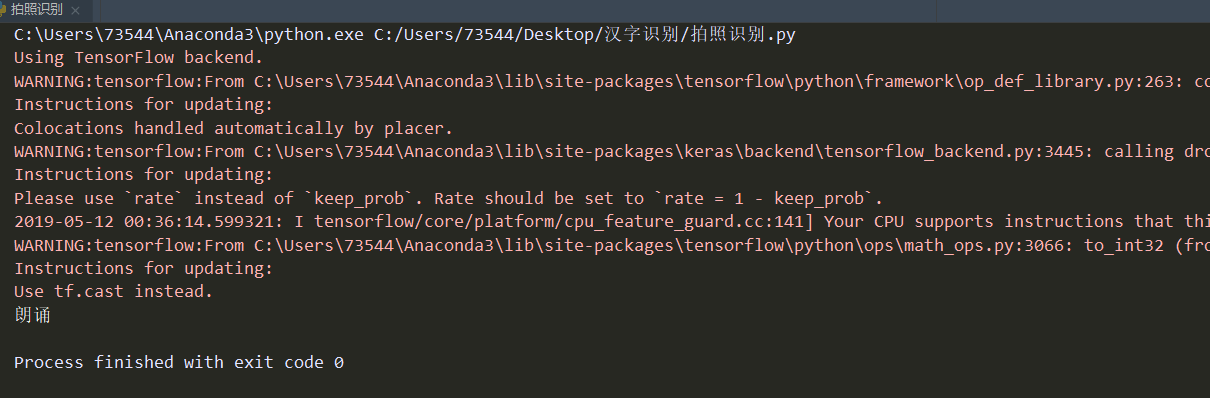 拍照识别
C:\Users\73544\Anaconda3\python.exe C:/Users/73544/Desktop/汉字识别/拍照识别.py
Using TensorFlow backend.
WARNING:tensorflow:From C:\Users\73544\Anaconda3\lib\site-packages\tensorflow\python\framework\op_def_library.py:263: co
Instructions for updating:
Colocations handled automatically by placer.
WARNING:tensorflow:From C:\Users\73544\Anaconda3\lib\site-packages\keras\backend\tensorflow_backend.py:3445: calling dro
Instructions for updating:
Please use `rate` instead of `keep_prob`. Rate should be set to `rate = 1 - keep_prob`.
2019-05-12 00:36:14.599321: I tensorflow/core/platform/cpu_feature_guard.cc:141] Your CPU supports instructions that thi
WARNING:tensorflow:From C:\Users\73544\Anaconda3\lib\site-packages\tensorflow\python\ops\math_ops.py:3066: to_int32 (fro
Instructions for updating:
Use tf.cast instead.
朗诵
Process finished with exit code 0